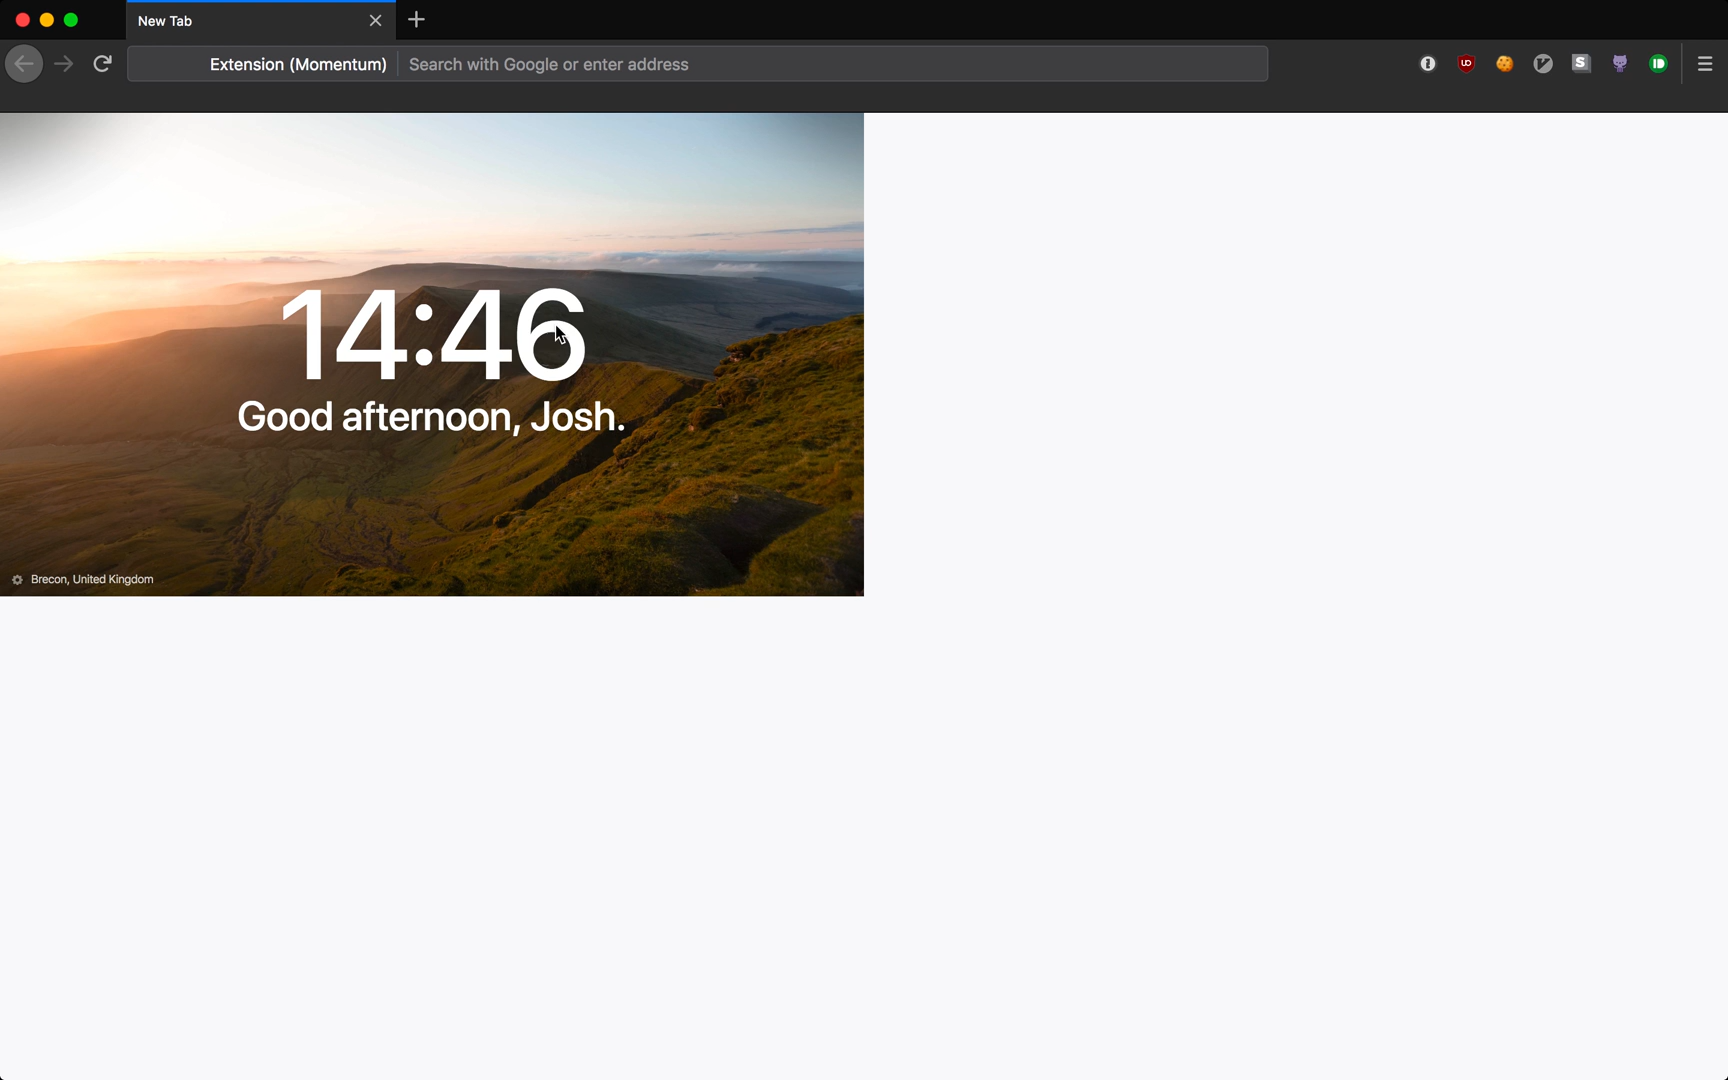 New Tab
Extension (Momentum) Search with Google or enter address
14:46
Good afternoon, Josh.
Brecon, United Kingdom